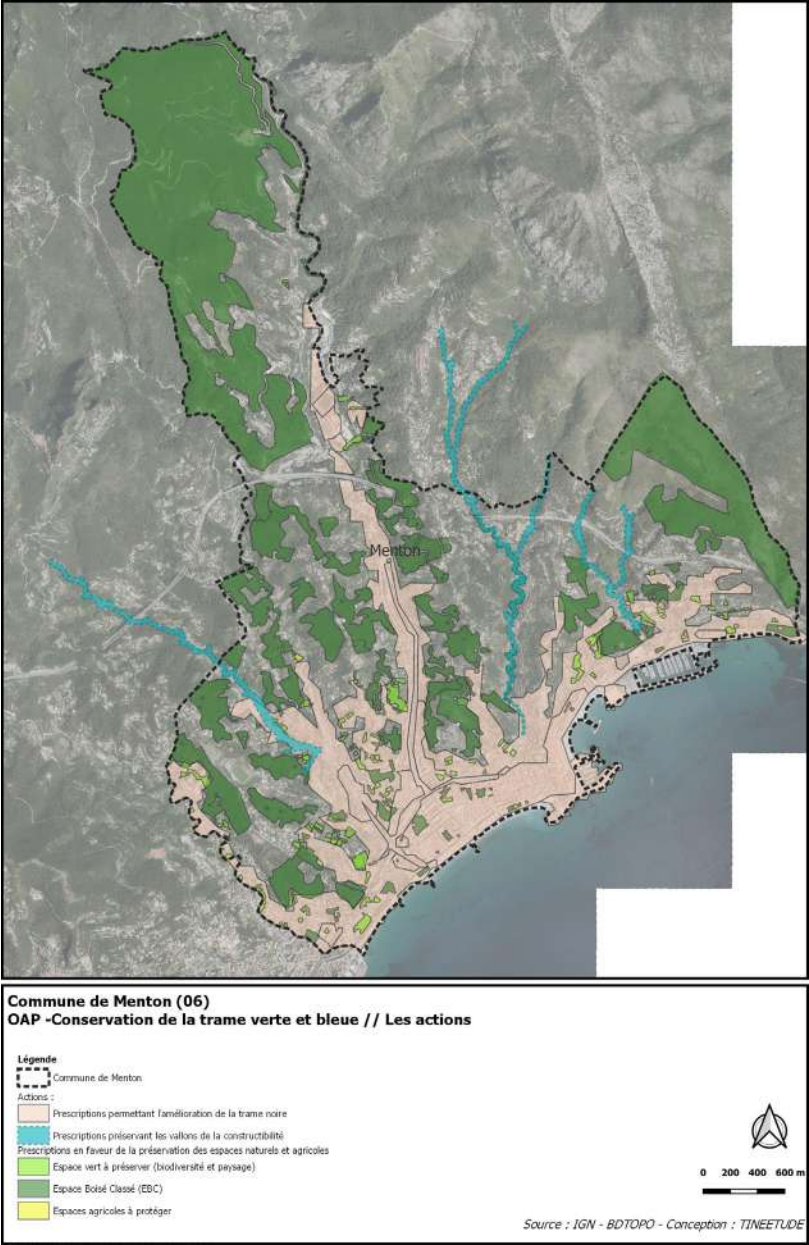 Menton
Commune de Menton (06)
OAP -Conservation de la trame verte et bleue // Les actions
Légende
Commune de Menton
Actions :
Prescriptions permettant l'amélioration de la trame noire
Prescriptions préservant les vallons de la constructibilité
Prescriptions en faveur de la préservation des espaces naturels et agricoles
Espace vert à préserver (biodiversité et paysage)
Espace Boisé Classé (EBC)
Espaces agricoles à protéger
0 200 400 600 m
Source : IGN - BDTOPO - Conception : TINEETUDE